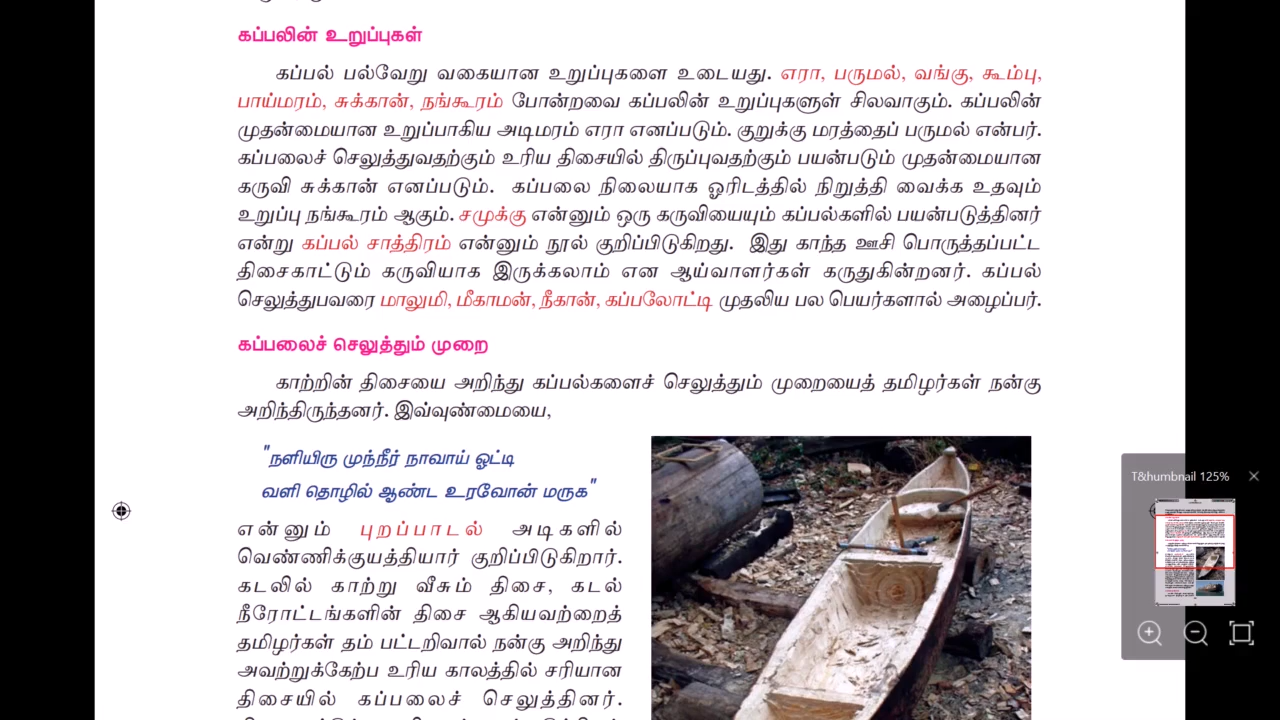 கப்பலின் உறுப்புகள்
கப்பல் பல்வேறு வகையான உறுப்புகளை உடையது. எரா, பருமல், வங்கு, கூம்பு,
பாய்மரம், சுக்கான், நங்கூரம் போன்றவை கப்பலின் உறுப்புகளுள் சிலவாகும். கப்பலின்
முதன்மையான உறுப்பாகிய அடிமரம் எரா எனப்படும். குறுக்கு மரத்தைப் பருமல் என்பர்.
கப்பலைச் செலுத்துவதற்கும் உரிய திசையில் திருப்புவதற்கும் பயன்படும் முதன்மையான
கருவி சுக்கான் எனப்படும். கப்பலை நிலையாக ஓரிடத்தில் நிறுத்தி வைக்க உதவும்
உறுப்பு நங்கூரம் ஆகும். சமுக்கு என்னும் ஒரு கருவியையும் கப்பல்களில் பயன்படுத்தினர்
என்று கப்பல் சாத்திரம் என்னும் நூல் குறிப்பிடுகிறது. இது காந்த ஊசி பொருத்தப்பட்ட
திசைகாட்டும் கருவியாக இருக்கலாம் என ஆய்வாளர்கள் கருதுகின்றனர். கப்பல்
செலுத்துபவரை மாலுமி, மீகாமன், நீகான், கப்பலோட்டி முதலிய பல பெயர்களால் அழைப்பர்.
கப்பலைச் செலுத்தும் முறை
காற்றின் திசையை அறிந்து கப்பல்களைச் செலுத்தும் முறையைத் தமிழர்கள் நன்கு
அறிந்திருந்தனர். இவ்வுண்மையை,
"நளியிரு முந்நீர் நாவாய் ஓட்டி
வளி தொழில் ஆண்ட உரவோன் மருக"
என்னும் புறப்பாடல் அடிகளில்
வெண்ணிக்குயத்தியார் குறிப்பிடுகிறார்.
கடலில் காற்று வீசும் திசை, கடல்
நீரோட்டங்களின் திசை ஆகியவற்றைத்
தமிழர்கள் தம் பட்டறிவால் நன்கு அறிந்து
அவற்றுக்கேற்ப உரிய காலத்தில் சரியான
திசையில் கப்பலைச் செலுத்தினர்.
T&humbnail 125%